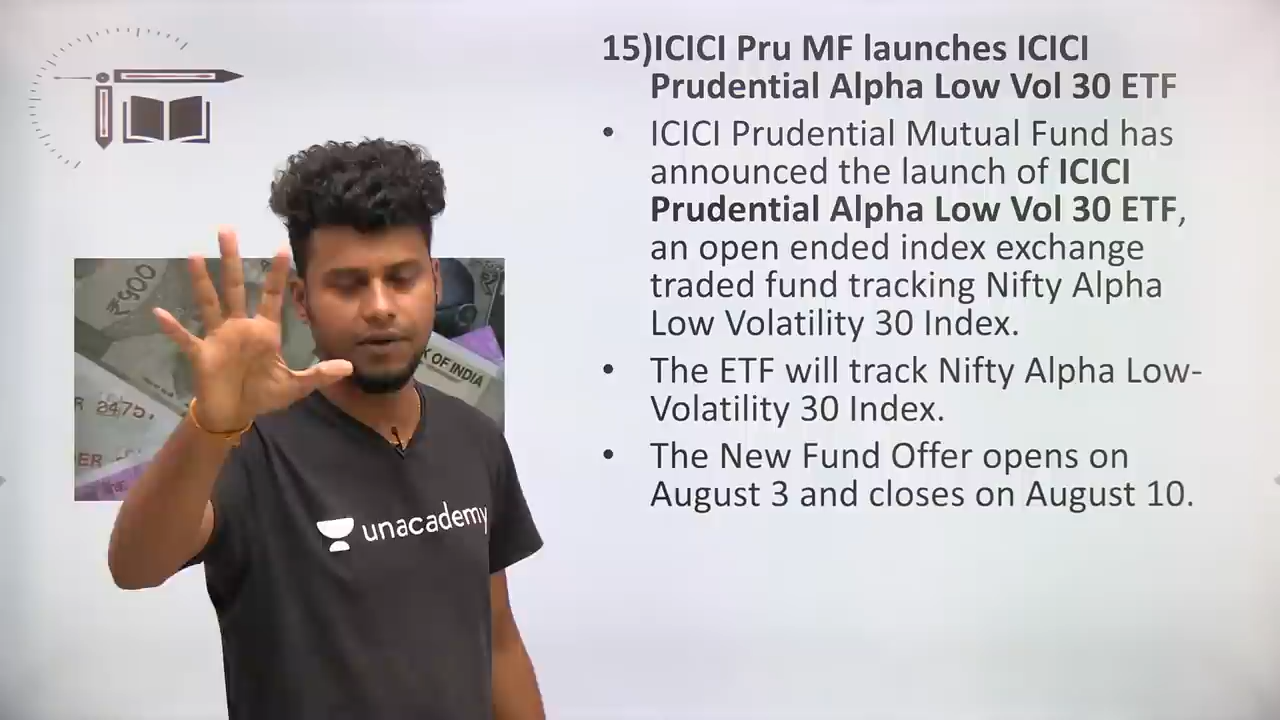 15)ICICI Pru MF launches ICICI
Prudential Alpha Low Vol 30 ETF
• ICICI Prudential Mutual Fund has
announced the launch of ICICI
Prudential Alpha Low Vol 30 ETF,
an open ended index exchange
traded fund tracking Nifty Alpha
Low Volatility 30 Index.
• The ETF will track Nifty Alpha Low-
Volatility 30 Index.
• The New Fund Offer opens on
August 3 and closes on August 10.
₹500
K OF INDIA
unacademy